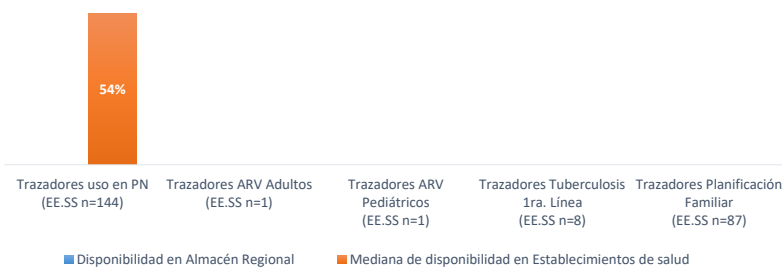 54%
Trazadores uso en PN
(EE.SS n=144)
Trazadores ARV Adultos
(EE.SS n=1)
Trazadores ARV
Pediátricos
(EE.SS n=1)
Trazadores Tuberculosis
1ra. Línea
(EE.SS n=8)
Trazadores Planificación
Familiar
(EE.SS n=87)
Disponibilidad en Almacén Regional
Mediana de disponibilidad en Establecimientos de salud